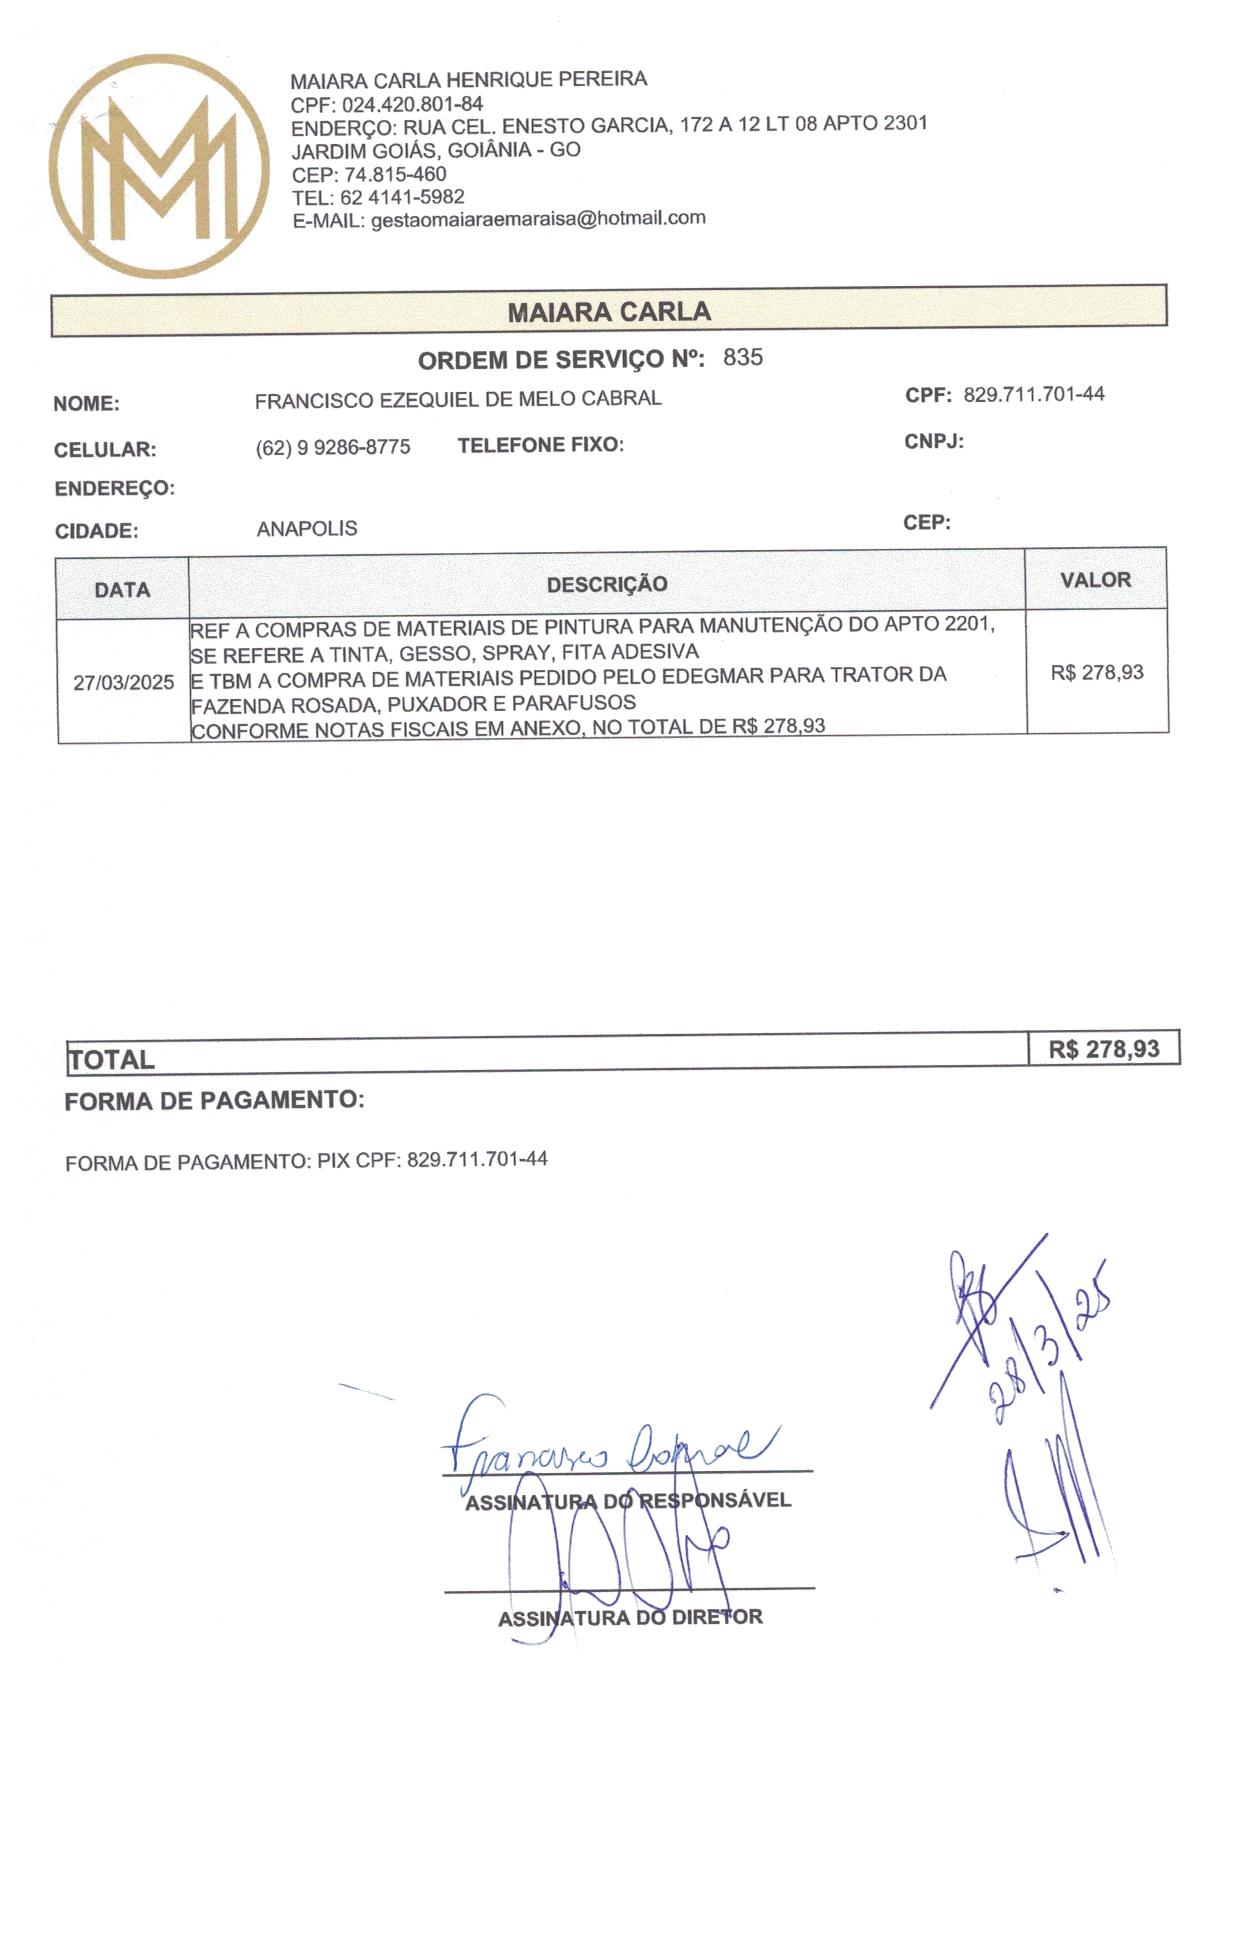 MAIARA CARLA HENRIQUE PEREIRA
CPF: 024.420.801-84
ENDERÇO: RUA CEL. ENESTO GARCIA, 172 A 12 LT 08 APTO 2301
JARDIM GOIÁS, GOIÂNIA - GO
CEP: 74.815-460
TEL: 62 4141-5982
E-MAIL: gestaomaiaraemaraisa@hotmail.com
MAIARA CARLA
ORDEM DE SERVIÇO Nº: 835
NOME: FRANCISCO EZEQUIEL DE MELO CABRAL CPF: 829.711.701-44
CELULAR: (62) 9 9286-8775 TELEFONE FIXO: CNPJ:
ENDEREÇO:
CIDADE: ANAPOLIS CEP:
DATA DESCRIÇÃO VALOR
REF A COMPRAS DE MATERIAIS DE PINTURA PARA MANUTENÇÃO DO APTO 2201,
SE REFERE A TINTA, GESSO, SPRAY, FITA ADESIVA
27/03/2025 E TBM A COMPRA DE MATERIAIS PEDIDO PELO EDEGMAR PARA TRATOR DA R$ 278,93
FAZENDA ROSADA, PUXADOR E PARAFUSOS
CONFORME NOTAS FISCAIS EM ANEXO, NO TOTAL DE R$ 278,93
TOTAL R$ 278,93
FORMA DE PAGAMENTO:
FORMA DE PAGAMENTO: PIX CPF: 829.711.701-44
28/3/25
Francisco Cabral
ASSINATURA DO RESPONSÁVEL
ASSINATURA DO DIRETOR